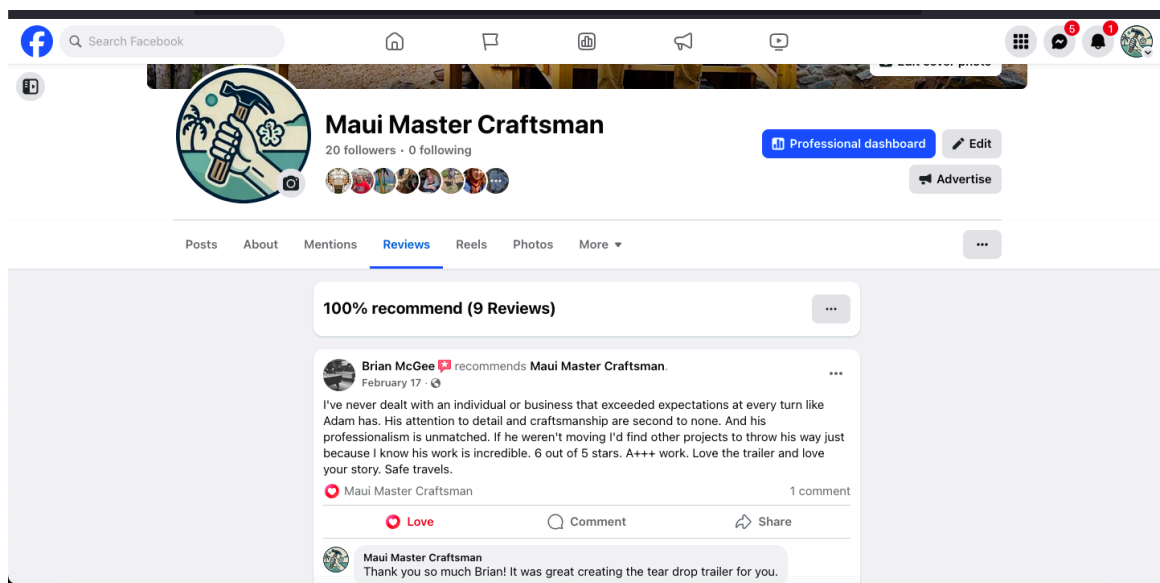 Search Facebook
5
1
Edit cover photo
Maui Master Craftsman
20 followers · 0 following
Professional dashboard
Edit
Advertise
Posts
About
Mentions
Reviews
Reels
Photos
More
100% recommend (9 Reviews)
Brian McGee recommends Maui Master Craftsman.
February 17 ·
I've never dealt with an individual or business that exceeded expectations at every turn like
Adam has. His attention to detail and craftsmanship are second to none. And his
professionalism is unmatched. If he weren't moving I'd find other projects to throw his way just
because I know his work is incredible. 6 out of 5 stars. A+++ work. Love the trailer and love
your story. Safe travels.
Maui Master Craftsman
1 comment
Love
Comment
Share
Maui Master Craftsman
Thank you so much Brian! It was great creating the tear drop trailer for you.